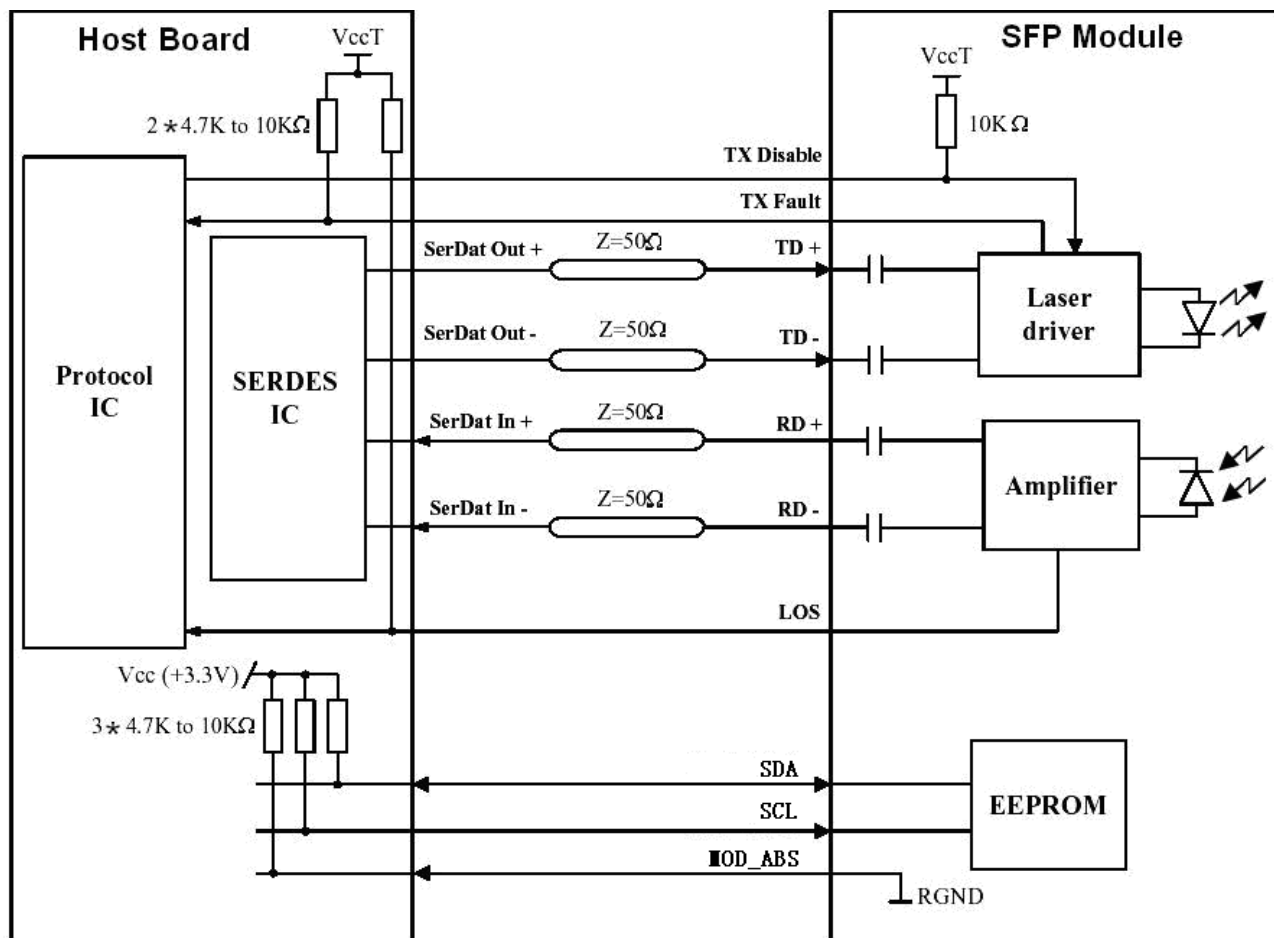 Host Board
SFP Module
VccT
VccT
2*4.7K to 10KΩ
10KΩ
TX Disable
TX Fault
SerDat Out +
Z=50Ω
TD +
SerDat Out -
Z=50Ω
TD -
Laser
driver
Protocol
IC
SERDES
IC
SerDat In +
Z=50Ω
RD +
SerDat In -
Z=50Ω
RD -
Amplifier
LOS
Vcc (+3.3V)
3* 4.7K to 10KΩ
SDA
SCL
MOD_ABS
EEPROM
RGND